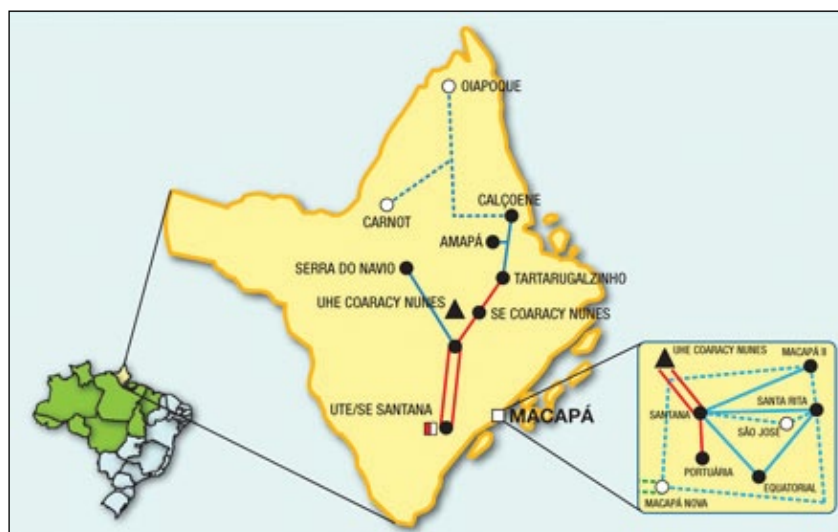 OIAPOQUE
CARNOT
CALÇOENE
AMAPÁ
SERRA DO NAVIO
TARTARUGALZINHO
UHE COARACY NUNES
SE COARACY NUNES
UTE/SE SANTANA
MACAPÁ
UHE COARACY NUNES
MACAPÁ II
SANTA RITA
SANTANA
SÃO JOSÉ
PORTUÁRIA
EQUATORIAL
MACAPÁ NOVA